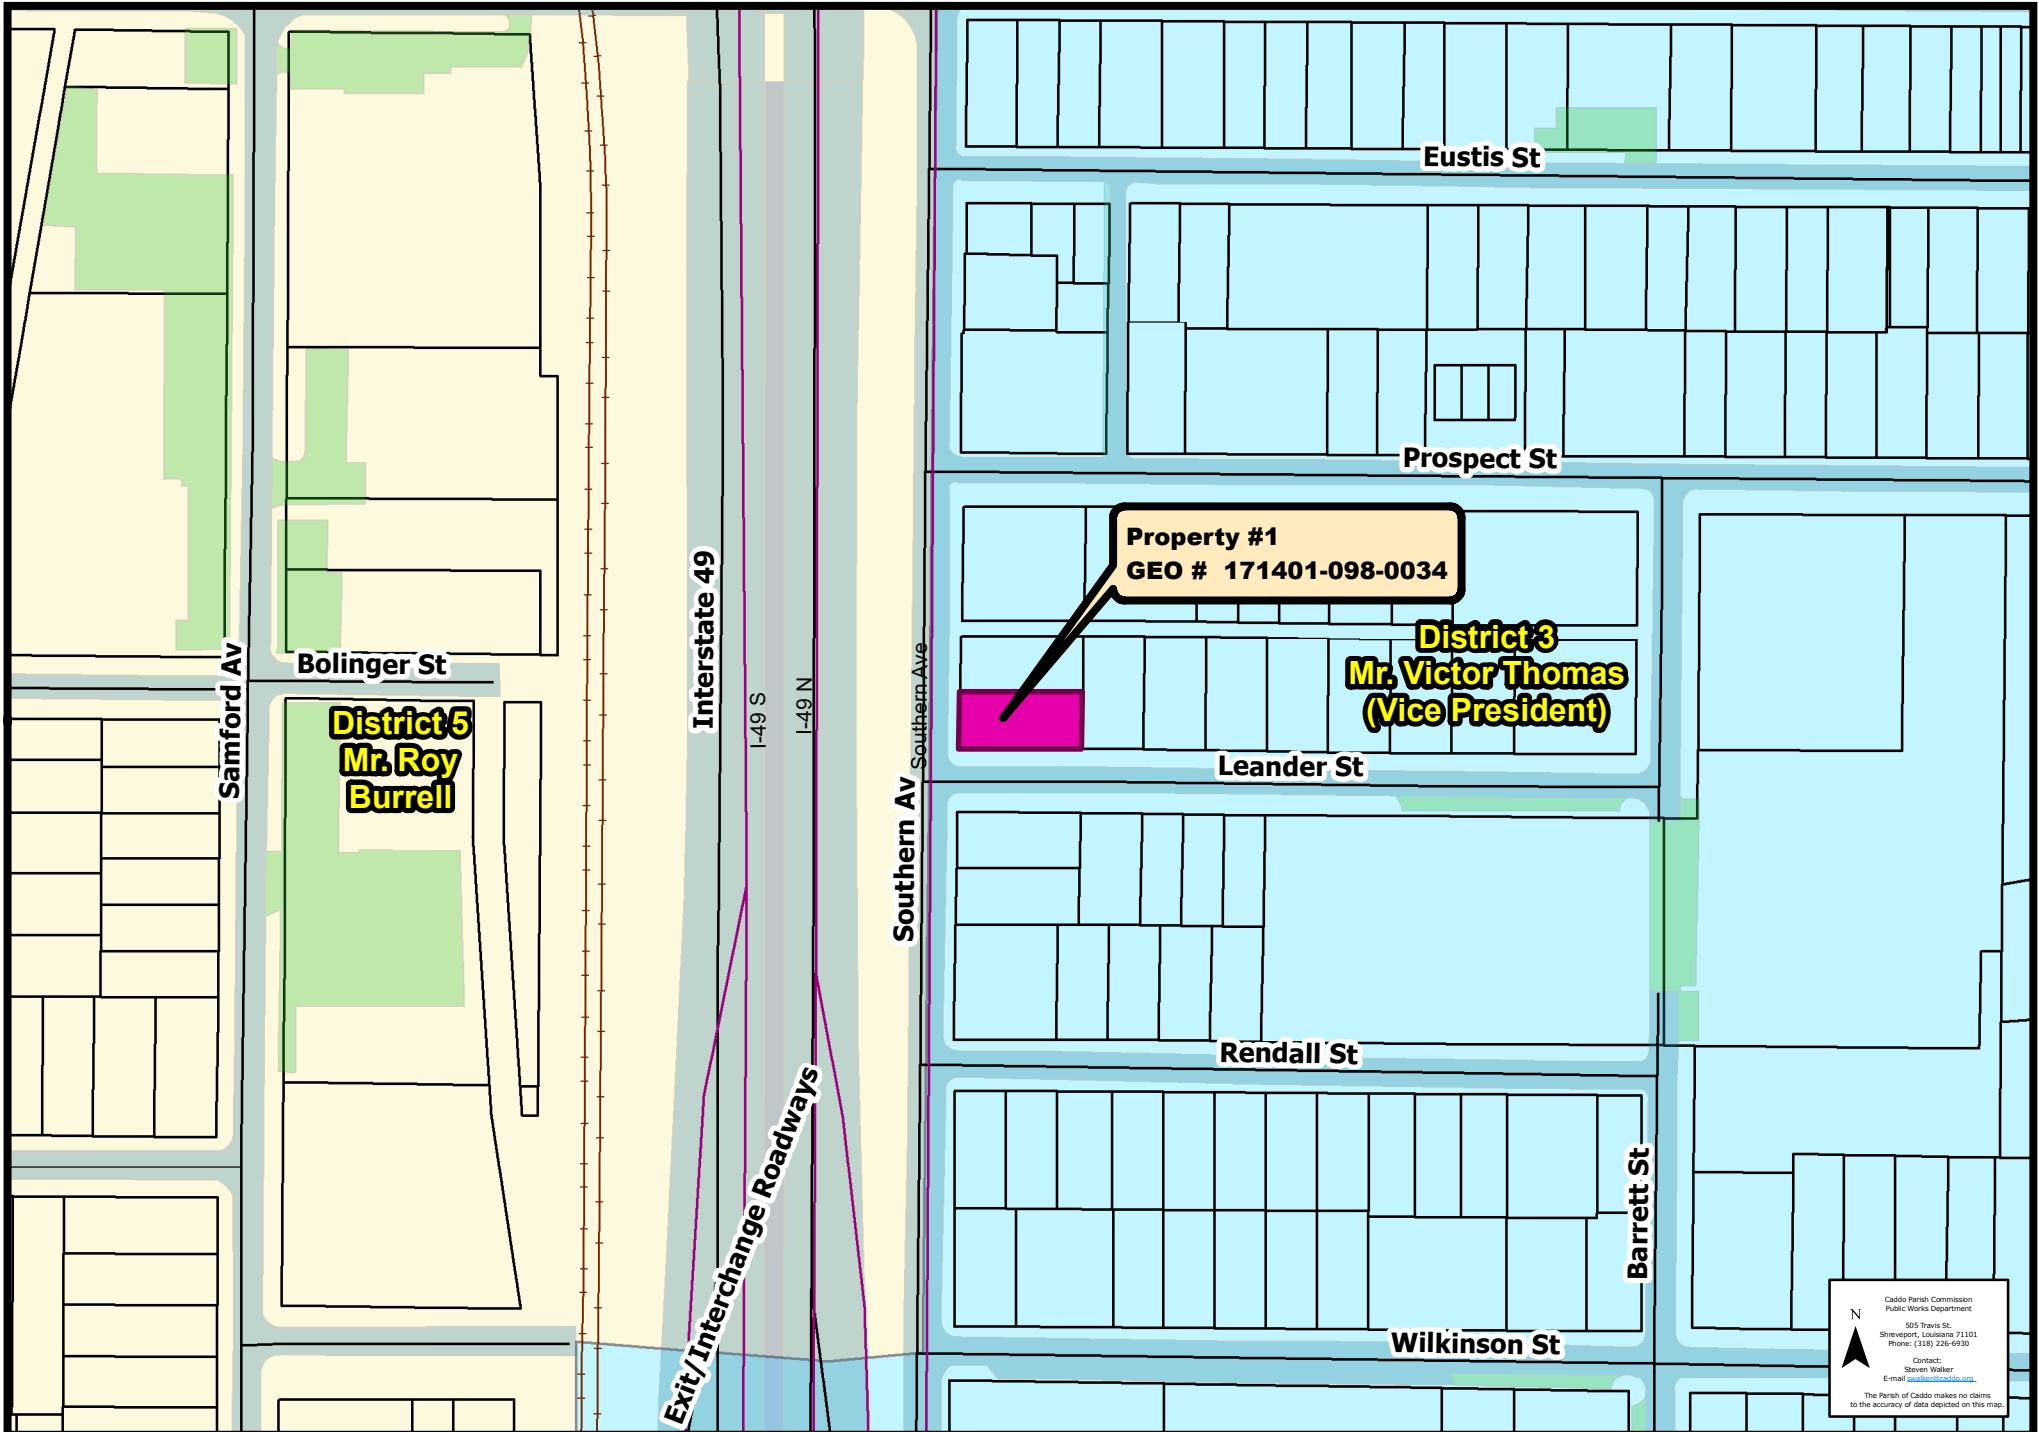 Eustis St
Prospect St
Property #1
GEO # 171401-098-0034
District 3
Mr. Victor Thomas
(Vice President)
Interstate 49
I-49 S
I-49 N
Southern Ave
Southern Av
Samford Av
Bolinger St
District 5
Mr. Roy
Burrell
Leander St
Rendall St
Exit/Interchange Roadways
Barrett St
Wilkinson St
N
Caddo Parish Commission
Public Works Department
505 Travis St.
Shreveport, Louisiana 71101
Phone: (318) 226-6930
Contact:
Steven Walker
E-mail swalker@caddo.org
The Parish of Caddo makes no claims
to the accuracy of data depicted on this map.